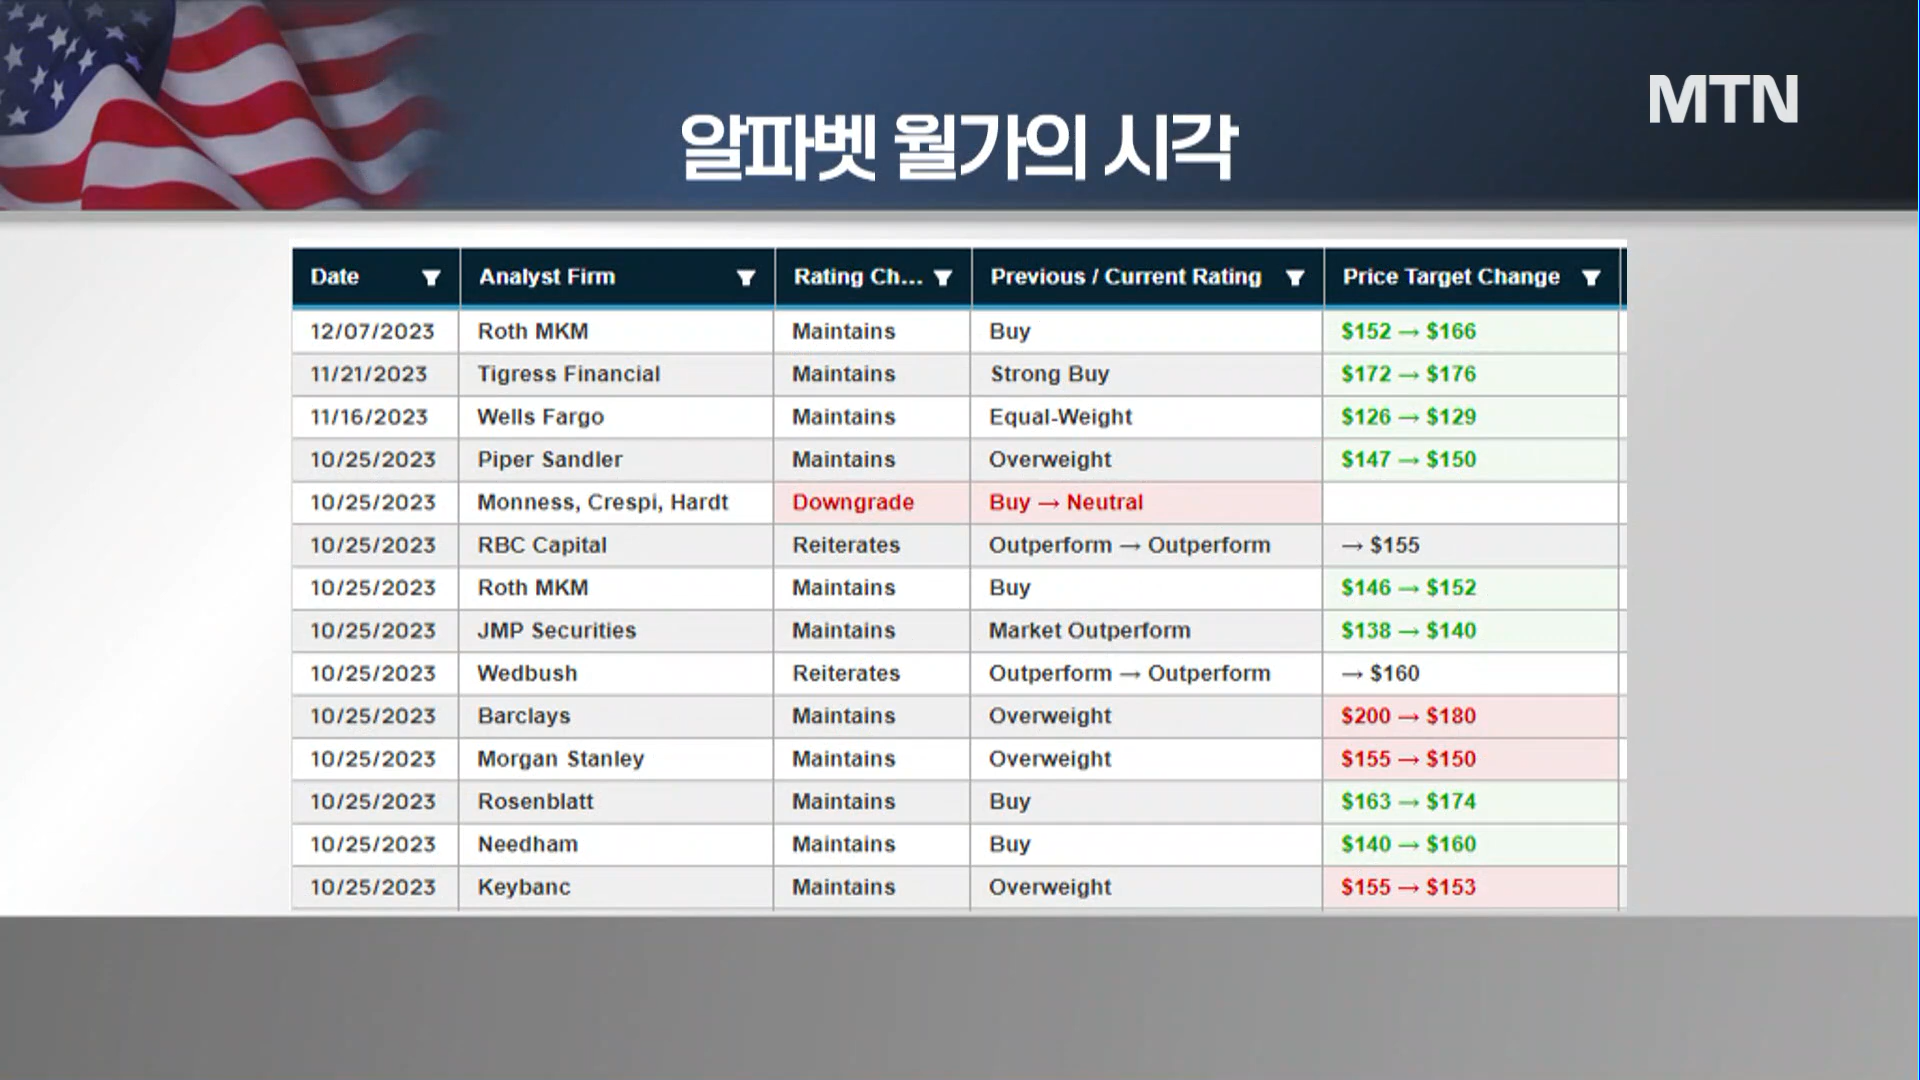 MTN
알파벳 월가의 시각
Date Analyst Firm Rating Ch... Previous / Current Rating Price Target Change
12/07/2023 Roth MKM Maintains Buy $152 → $166
11/21/2023 Tigress Financial Maintains Strong Buy $172 → $176
11/16/2023 Wells Fargo Maintains Equal-Weight $126 → $129
10/25/2023 Piper Sandler Maintains Overweight $147 → $150
10/25/2023 Monness, Crespi, Hardt Downgrade Buy → Neutral
10/25/2023 RBC Capital Reiterates Outperform → Outperform → $155
10/25/2023 Roth MKM Maintains Buy $146 → $152
10/25/2023 JMP Securities Maintains Market Outperform $138 → $140
10/25/2023 Wedbush Reiterates Outperform → Outperform → $160
10/25/2023 Barclays Maintains Overweight $200 → $180
10/25/2023 Morgan Stanley Maintains Overweight $155 → $150
10/25/2023 Rosenblatt Maintains Buy $163 → $174
10/25/2023 Needham Maintains Buy $140 → $160
10/25/2023 Keybanc Maintains Overweight $155 → $153